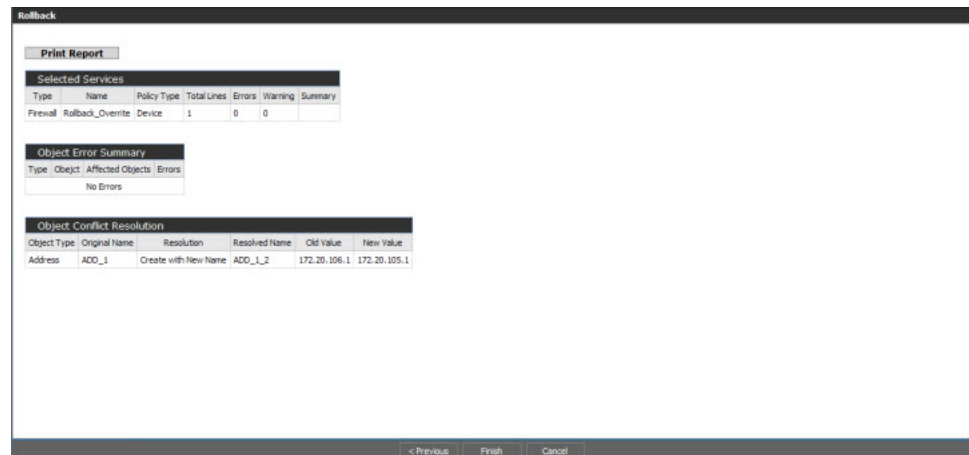 Rollback
Print Report
Selected Services
Type Name Policy Type Total Lines Errors Warning Summary
Firewall Rollback_Overrite Device 1 0 0
Object Error Summary
Type Obejct Affected Objects Errors
No Errors
Object Conflict Resolution
Object Type Original Name Resolution Resolved Name Old Value New Value
Address ADD_1 Create with New Name ADD_1_2 172.20.106.1 172.20.105.1
< Previous Finish Cancel